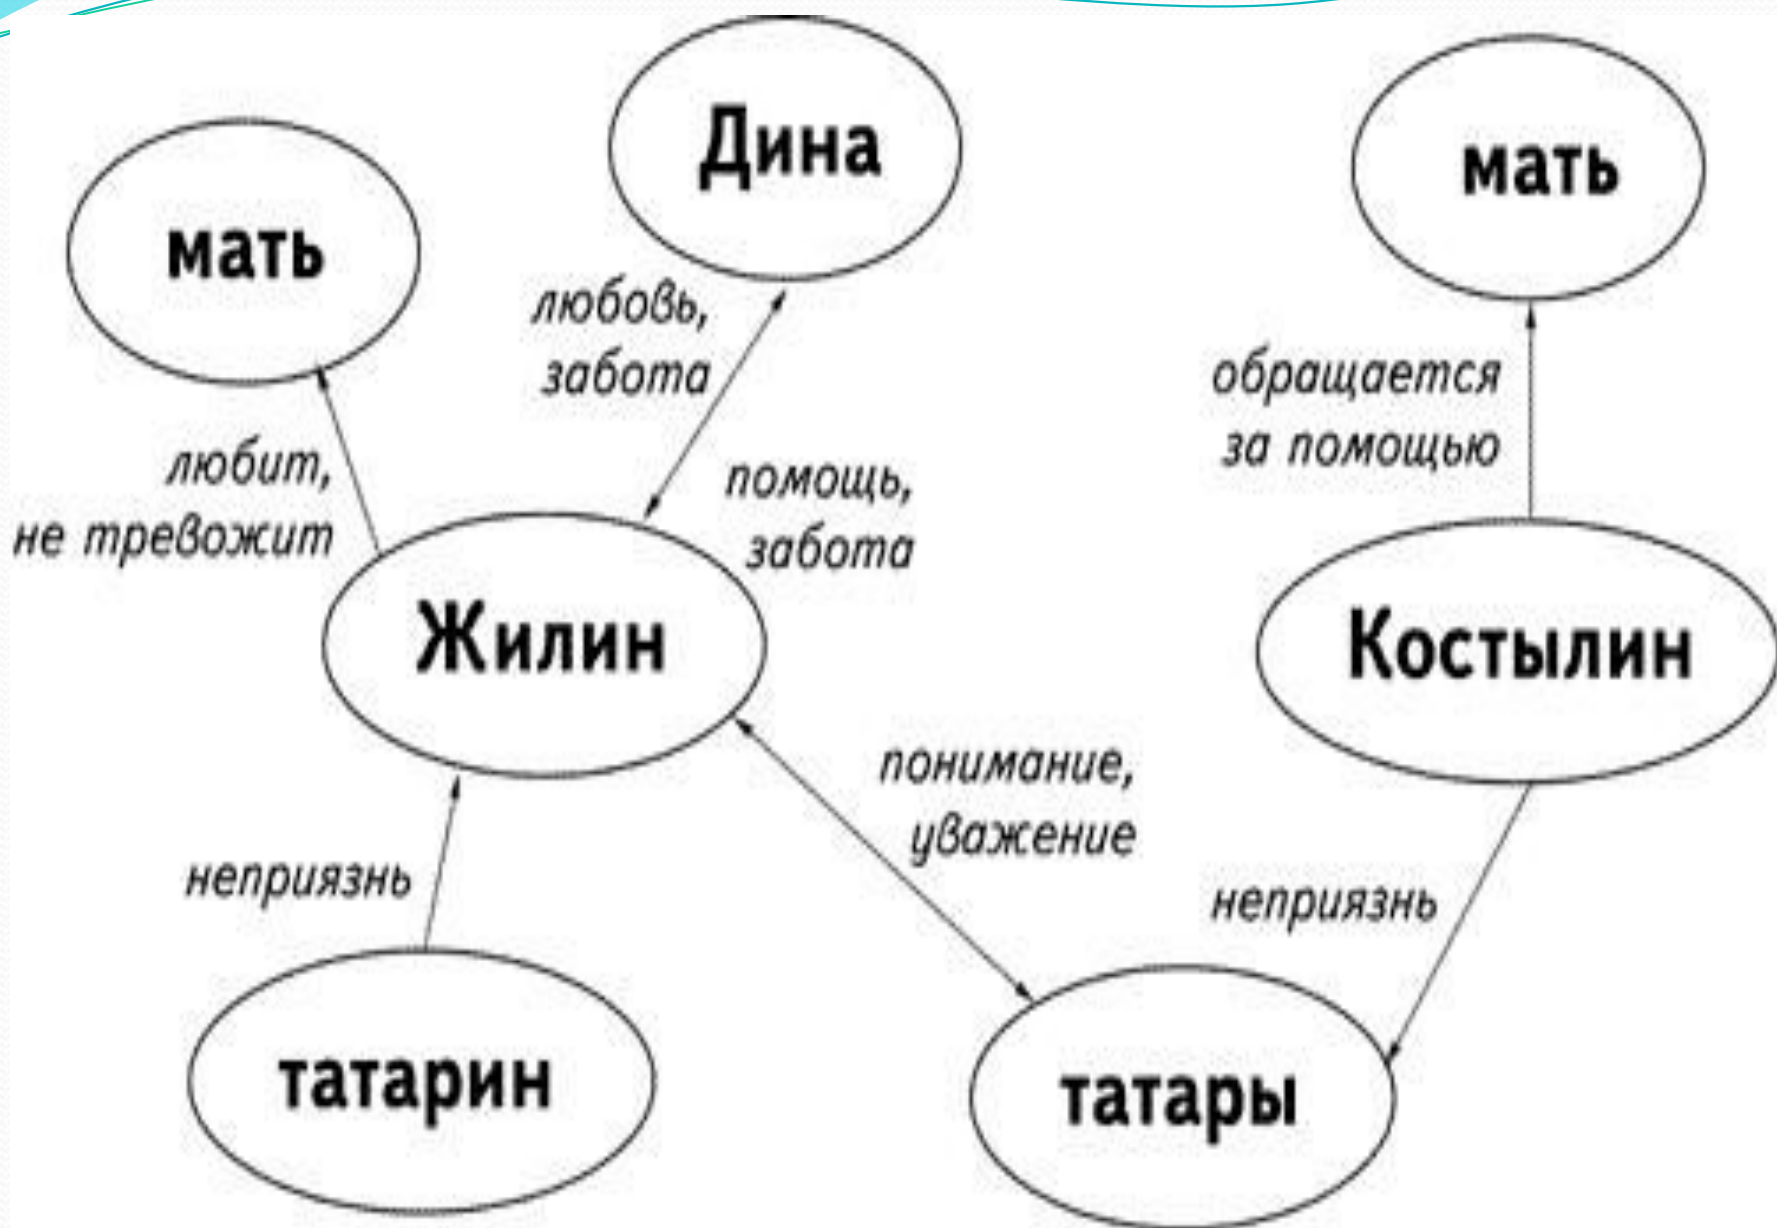 Дина
мать
мать
любовь,
забота
обращается
за помощью
любит,
не тревожит
помощь,
забота
Жилин
Костылин
понимание,
уважение
неприязнь
неприязнь
татарин
татары